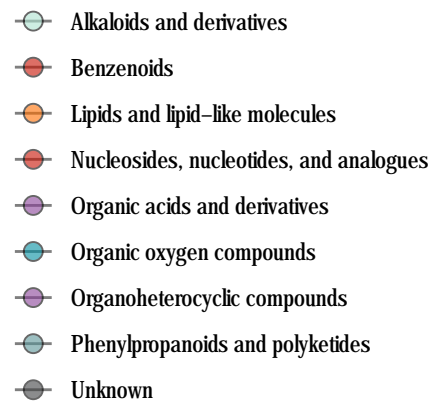 Alkaloids and derivatives
Benzenoids
Lipids and lipid–like molecules
Nucleosides, nucleotides, and analogues
Organic acids and derivatives
Organic oxygen compounds
Organoheterocyclic compounds
Phenylpropanoids and polyketides
Unknown